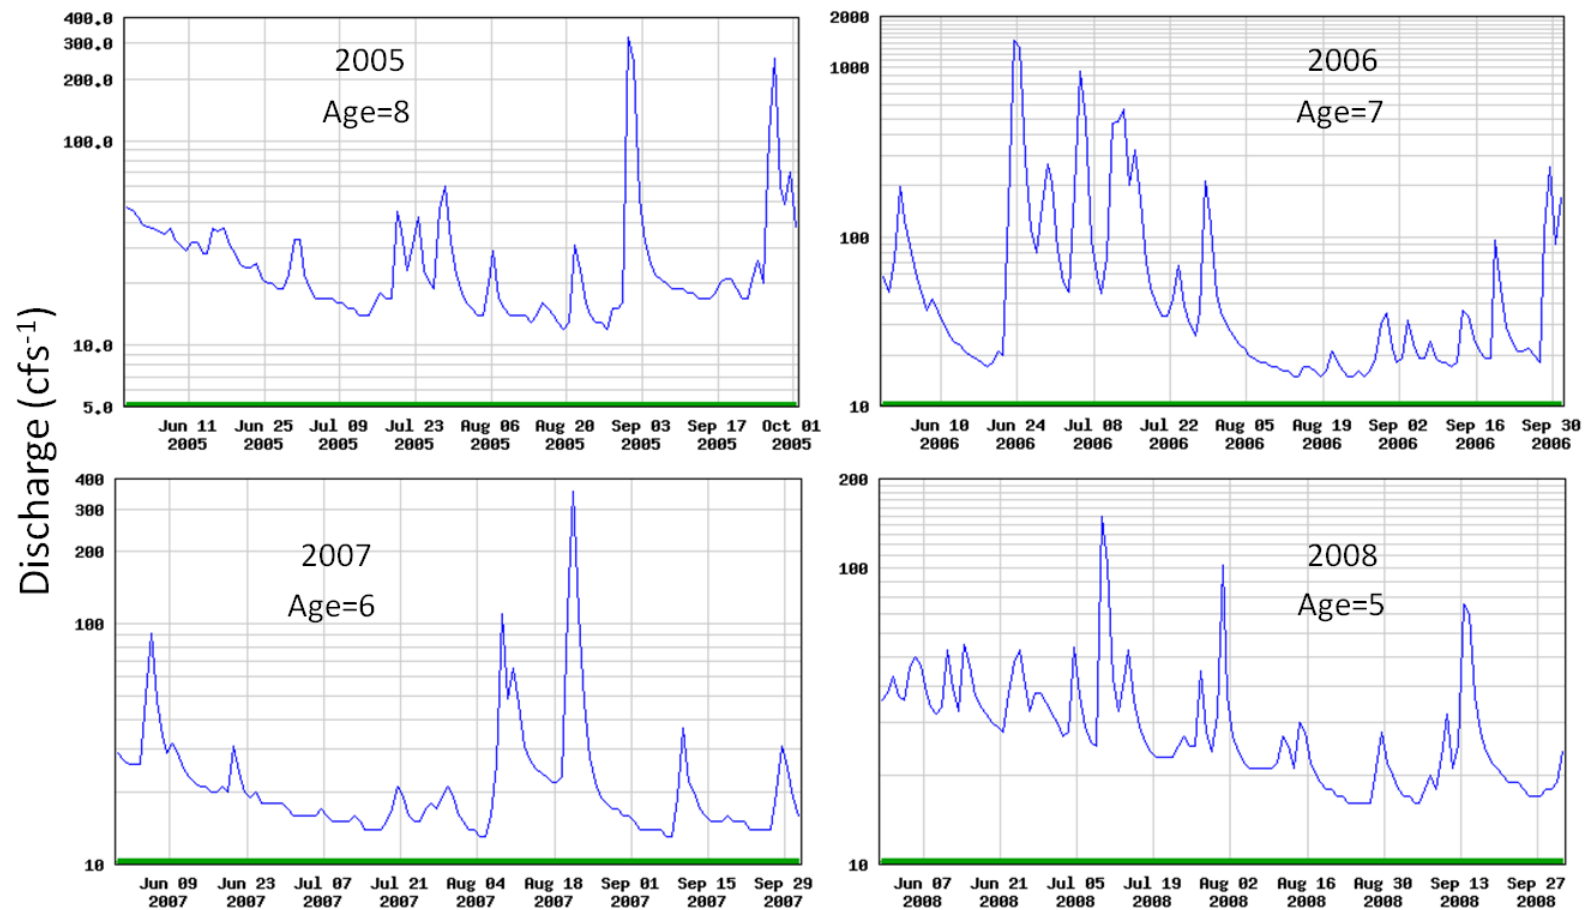 Discharge (cfs⁻¹)
400.0
300.0
200.0
100.0
10.0
5.0
2005
Age=8
Jun 11 Jun 25 Jul 09 Jul 23 Aug 06 Aug 20 Sep 03 Sep 17 Oct 01
2005 2005 2005 2005 2005 2005 2005 2005 2005
2000
1000
100
10
2006
Age=7
Jun 10 Jun 24 Jul 08 Jul 22 Aug 05 Aug 19 Sep 02 Sep 16 Sep 30
2006 2006 2006 2006 2006 2006 2006 2006 2006
400
300
200
100
10
2007
Age=6
Jun 09 Jun 23 Jul 07 Jul 21 Aug 04 Aug 18 Sep 01 Sep 15 Sep 29
2007 2007 2007 2007 2007 2007 2007 2007 2007
200
100
10
2008
Age=5
Jun 07 Jun 21 Jul 05 Jul 19 Aug 02 Aug 16 Aug 30 Sep 13 Sep 27
2008 2008 2008 2008 2008 2008 2008 2008 2008